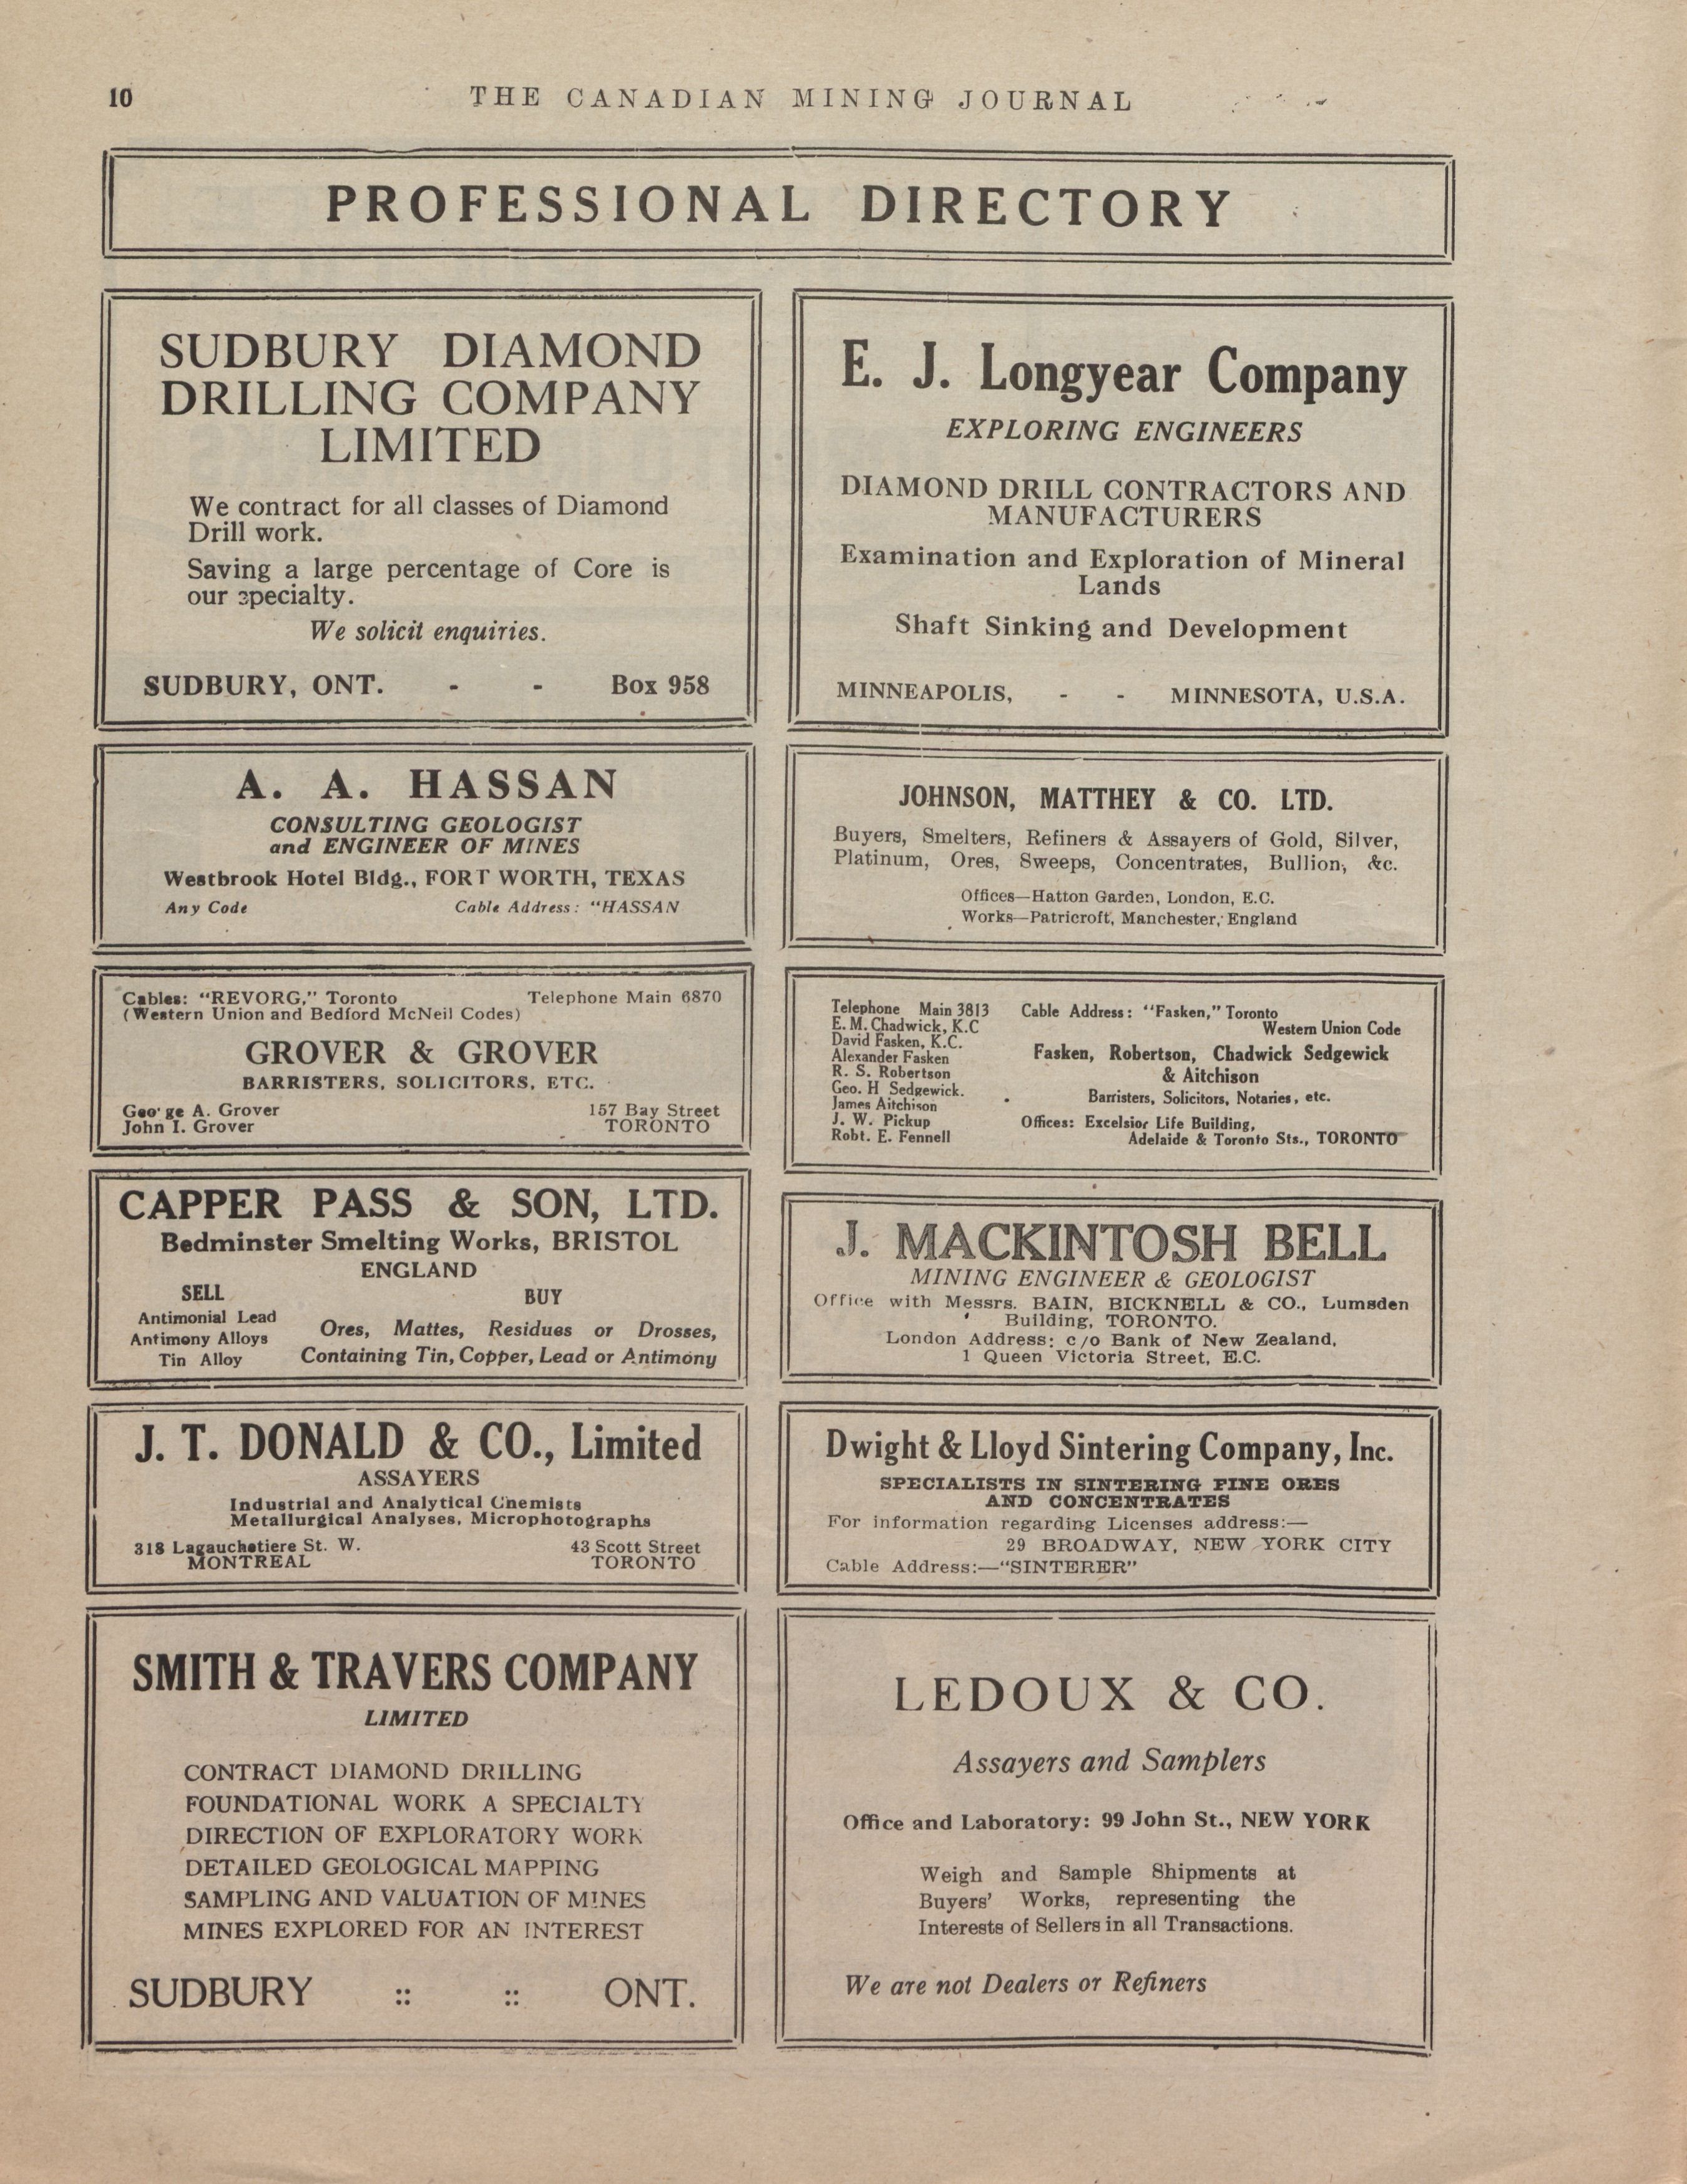 10
THE CANADIAN MINING JOURNAL
PROFESSIONAL DIRECTORY
SUDBURY DIAMOND
DRILLING COMPANY
LIMITED
We contract for all classes of Diamond
Drill work.
Saving a large percentage of Core is
our specialty.
We solicit enquiries.
SUDBURY, ONT. - - Box 958
E. J. Longyear Company
EXPLORING ENGINEERS
DIAMOND DRILL CONTRACTORS AND
MANUFACTURERS
Examination and Exploration of Mineral
Lands
Shaft Sinking and Development
MINNEAPOLIS, - - MINNESOTA, U.S.A.
A. A. HASSAN
CONSULTING GEOLOGIST
and ENGINEER OF MINES
Westbrook Hotel Bldg., FORT WORTH, TEXAS
Any Code Cable Address: "HASSAN
JOHNSON, MATTHEY & CO. LTD.
Buyers, Smelters, Refiners & Assayers of Gold, Silver,
Platinum, Ores, Sweeps, Concentrates, Bullion, &c.
Offices—Hatton Garden, London, E.C.
Works—Patricroft, Manchester, England
Cables: "REVORG," Toronto Telephone Main 6870
(Western Union and Bedford McNeil Codes)
GROVER & GROVER
BARRISTERS, SOLICITORS, ETC.
George A. Grover 157 Bay Street
John I. Grover TORONTO
Telephone Main 3813
E. M. Chadwick, K.C
David Fasken, K.C.
Alexander Fasken
R. S. Robertson
Geo. H Sedgewick.
James Aitchison
J. W. Pickup
Robt. E. Fennell
Cable Address: "Fasken," Toronto
Western Union Code
Fasken, Robertson, Chadwick Sedgewick
& Aitchison
Barristers, Solicitors, Notaries, etc.
Offices: Excelsior Life Building,
Adelaide & Toronto Sts., TORONTO
CAPPER PASS & SON, LTD.
Bedminster Smelting Works, BRISTOL
ENGLAND
SELL
Antimonial Lead
Antimony Alloys
Tin Alloy
BUY
Ores, Mattes, Residues or Drosses,
Containing Tin, Copper, Lead or Antimony
J. MACKINTOSH BELL
MINING ENGINEER & GEOLOGIST
Office with Messrs. BAIN, BICKNELL & CO., Lumsden
Building, TORONTO.
London Address: c/o Bank of New Zealand,
1 Queen Victoria Street, E.C.
J. T. DONALD & CO., Limited
ASSAYERS
Industrial and Analytical Chemists
Metallurgical Analyses, Microphotographs
318 Lagauchetiere St. W. 43 Scott Street
MONTREAL TORONTO
Dwight & Lloyd Sintering Company, Inc.
SPECIALISTS IN SINTERING FINE ORES
AND CONCENTRATES
For information regarding Licenses address:—
29 BROADWAY, NEW YORK CITY
Cable Address:—"SINTERER"
SMITH & TRAVERS COMPANY
LIMITED
CONTRACT DIAMOND DRILLING
FOUNDATIONAL WORK A SPECIALTY
DIRECTION OF EXPLORATORY WORK
DETAILED GEOLOGICAL MAPPING
SAMPLING AND VALUATION OF MINES
MINES EXPLORED FOR AN INTEREST
SUDBURY :: :: ONT.
LEDOUX & CO.
Assayers and Samplers
Office and Laboratory: 99 John St., NEW YORK
Weigh and Sample Shipments at
Buyers' Works, representing the
Interests of Sellers in all Transactions.
We are not Dealers or Refiners